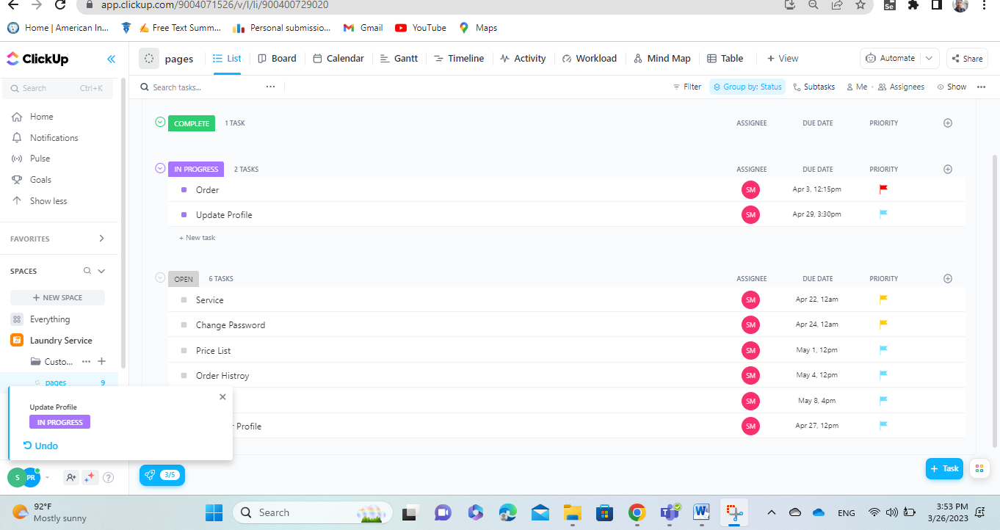 app.clickup.com/9004071526/v/l/li/900400729020
Se
Home | American In...
Free Text Summ...
Personal submissio...
Gmail
YouTube
Maps
ClickUp
pages
List
Board
Calendar
Gantt
Timeline
Activity
Workload
Mind Map
Table
+ View
Automate
Share
Search Ctrl+K
Search tasks...
Filter
Group by: Status
Subtasks
Me
Assignees
Show
Home
Notifications
Pulse
Goals
Show less
FAVORITES
SPACES
+ NEW SPACE
Everything
Laundry Service
Custo...
pages 9
COMPLETE 1 TASK ASSIGNEE DUE DATE PRIORITY
IN PROGRESS 2 TASKS ASSIGNEE DUE DATE PRIORITY
Order SM Apr 3, 12:15pm
Update Profile SM Apr 29, 3:30pm
+ New task
OPEN 6 TASKS ASSIGNEE DUE DATE PRIORITY
Service SM Apr 22, 12am
Change Password SM Apr 24, 12am
Price List SM May 1, 12pm
Order Histroy SM May 4, 12pm
SM May 8, 4pm
Profile SM Apr 27, 12pm
Update Profile
IN PROGRESS
Undo
S PR
?
3/5
+ Task
92°F
Mostly sunny
Search
ENG
3:53 PM
3/26/2023